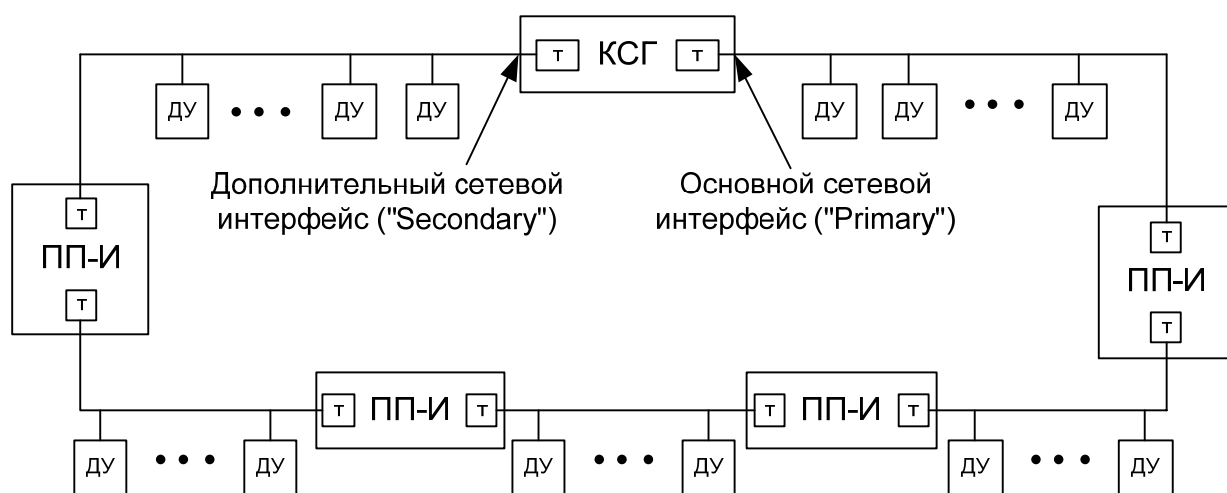 т КСГ т
ДУ ДУ ДУ ДУ ДУ ДУ
Дополнительный сетевой
интерфейс ("Secondary")
Основной сетевой
интерфейс ("Primary")
т
ПП-И
т
т
ПП-И
т
т ПП-И т
т ПП-И т
ДУ ДУ ДУ ДУ ДУ ДУ